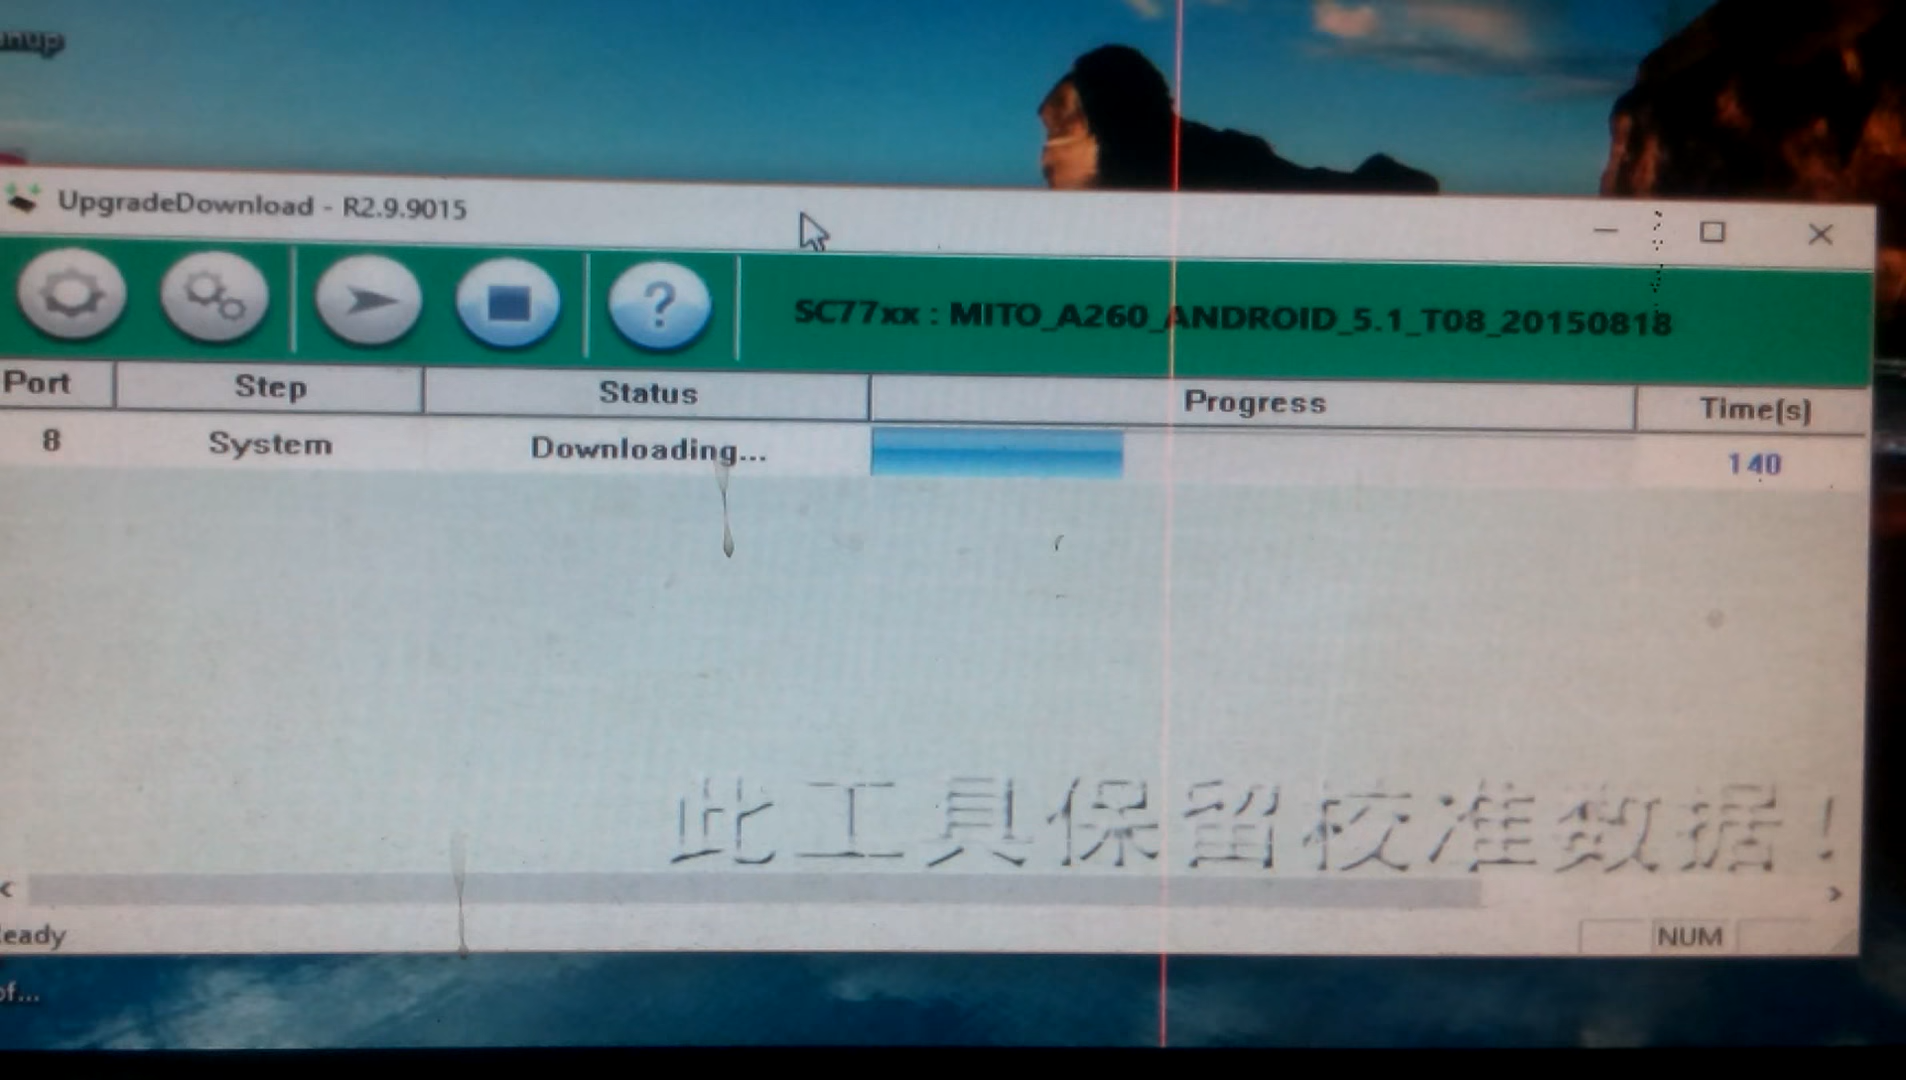 UpgradeDownload - R2.9.9015
SC77xx : MITO_A260_ANDROID_5.1_T08_20150818
Port Step Status Progress Time(s)
8 System Downloading... 140
此工具保留校准数据!
NUM